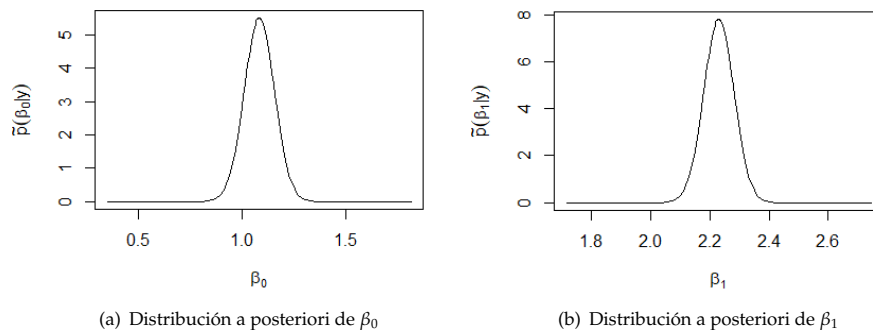 5
4
3
2
1
0
p̃(β₀|y)
0.5 1.0 1.5
β₀
(a) Distribución a posteriori de β₀
8
6
4
2
0
p̃(β₁|y)
1.8 2.0 2.2 2.4 2.6
β₁
(b) Distribución a posteriori de β₁